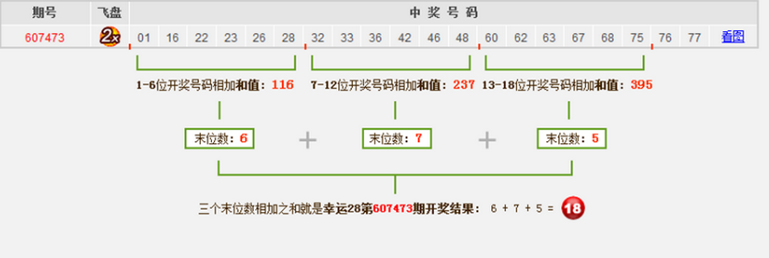 期号 飞盘 中 奖 号 码
607473 2x 01 16 22 23 26 28 32 33 36 42 46 48 60 62 67 68 75 76 77 看图
1-6位开奖号码相加和值：116 7-12位开奖号码相加和值：237 13-18位开奖号码相加和值：395
末位数：6 + 末位数：7 + 末位数：5
三个末位数相加之和就是幸运28第607473期开奖结果： 6 + 7 + 5 = 18